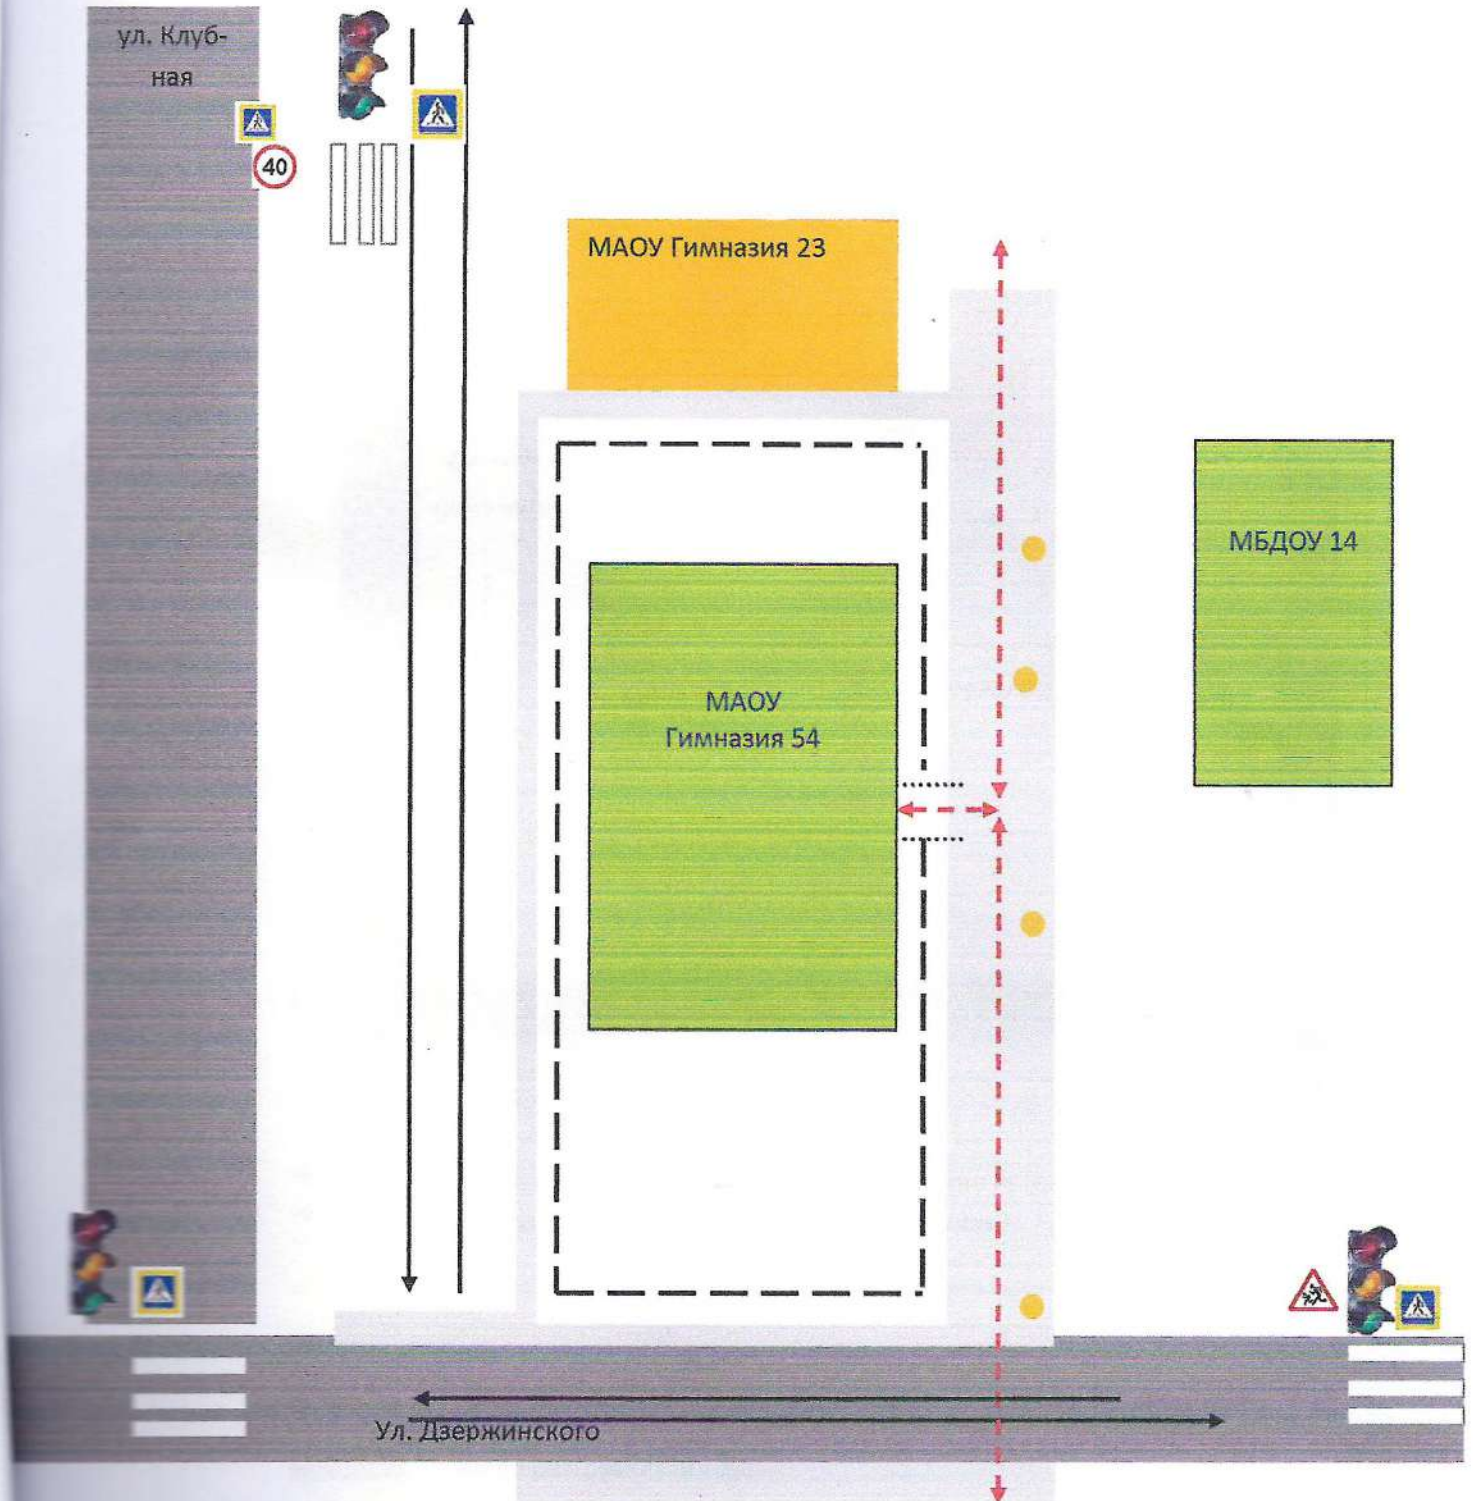 ул. Клуб-
ная
40
МАОУ Гимназия 23
МБДОУ 14
МАОУ
Гимназия 54
Ул. Дзержинского